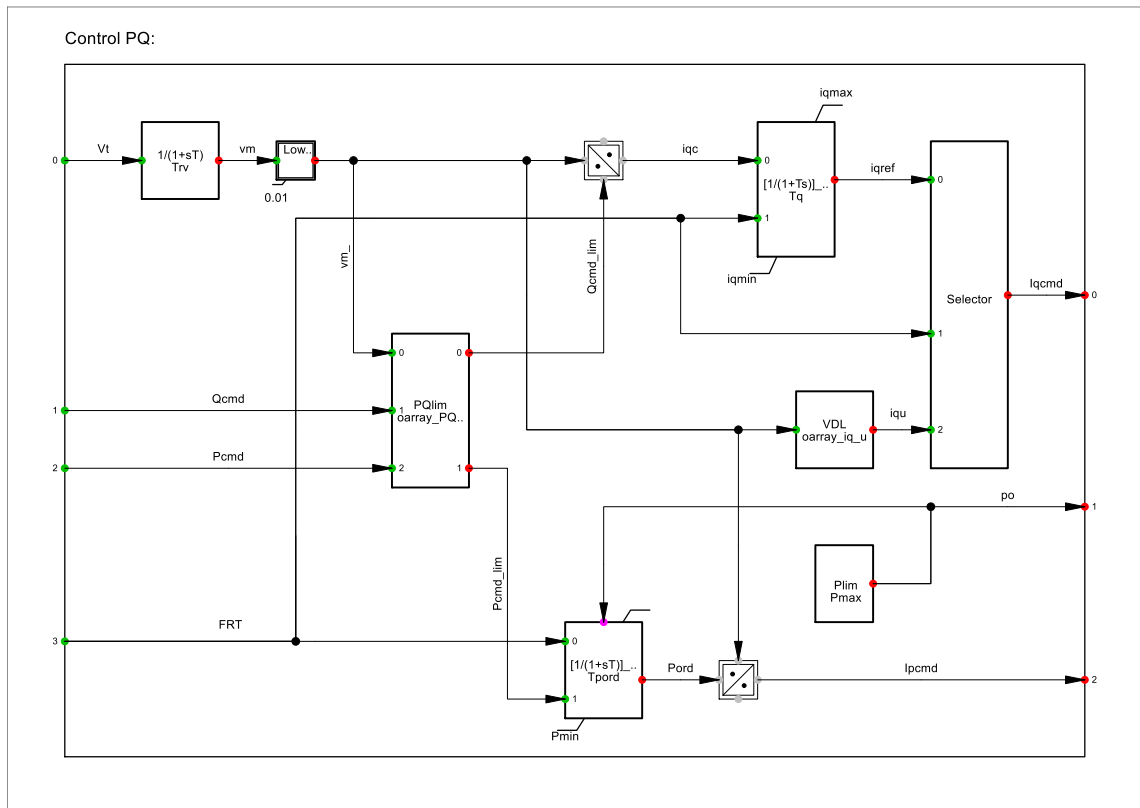 Control PQ:
iqmax
0
Vt
1/(1+sT)
Trv
vm
Low..
0.01
iqc
0
[1/(1+Ts)]_..
Tq
1
iqmin
iqref
0
Qcmd_lim
vm_
Selector
Iqcmd
0
1
0
0
PQlim
oarray_PQ..
1
Qcmd
1
VDL
oarray_iq_u
iqu
2
2
Pcmd
2
1
po
1
Pcmd_lim
Plim
Pmax
3
FRT
0
[1/(1+sT)]_..
Tpord
1
Pord
Ipcmd
2
Pmin